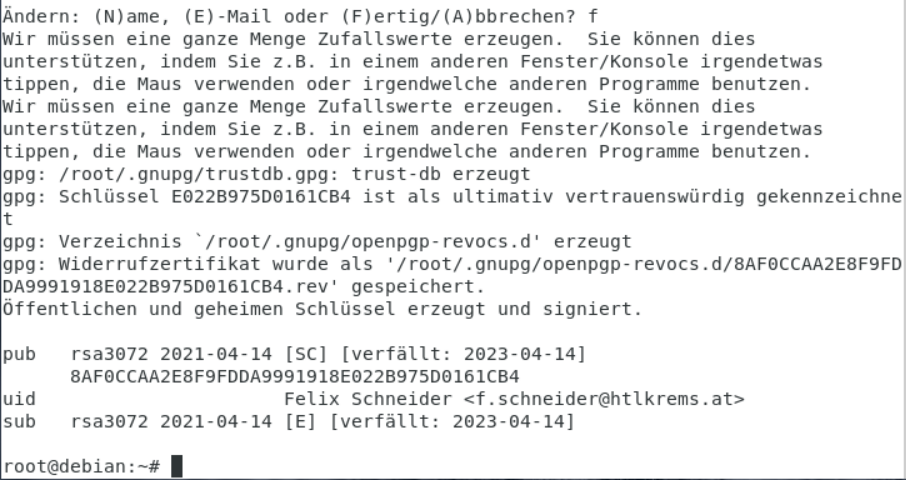 Ändern: (N)ame, (E)-Mail oder (F)ertig/(A)bbrechen? f
Wir müssen eine ganze Menge Zufallswerte erzeugen.  Sie können dies
unterstützen, indem Sie z.B. in einem anderen Fenster/Konsole irgendetwas
tippen, die Maus verwenden oder irgendwelche anderen Programme benutzen.
Wir müssen eine ganze Menge Zufallswerte erzeugen.  Sie können dies
unterstützen, indem Sie z.B. in einem anderen Fenster/Konsole irgendetwas
tippen, die Maus verwenden oder irgendwelche anderen Programme benutzen.
gpg: /root/.gnupg/trustdb.gpg: trust-db erzeugt
gpg: Schlüssel E022B975D0161CB4 ist als ultimativ vertrauenswürdig gekennzeichne
t
gpg: Verzeichnis `/root/.gnupg/openpgp-revocs.d' erzeugt
gpg: Widerrufzertifikat wurde als '/root/.gnupg/openpgp-revocs.d/8AF0CCAA2E8F9FD
DA9991918E022B975D0161CB4.rev' gespeichert.
Öffentlichen und geheimen Schlüssel erzeugt und signiert.
pub   rsa3072 2021-04-14 [SC] [verfällt: 2023-04-14]
      8AF0CCAA2E8F9FDDA9991918E022B975D0161CB4
uid                      Felix Schneider <f.schneider@htlkrems.at>
sub   rsa3072 2021-04-14 [E] [verfällt: 2023-04-14]
root@debian:~#